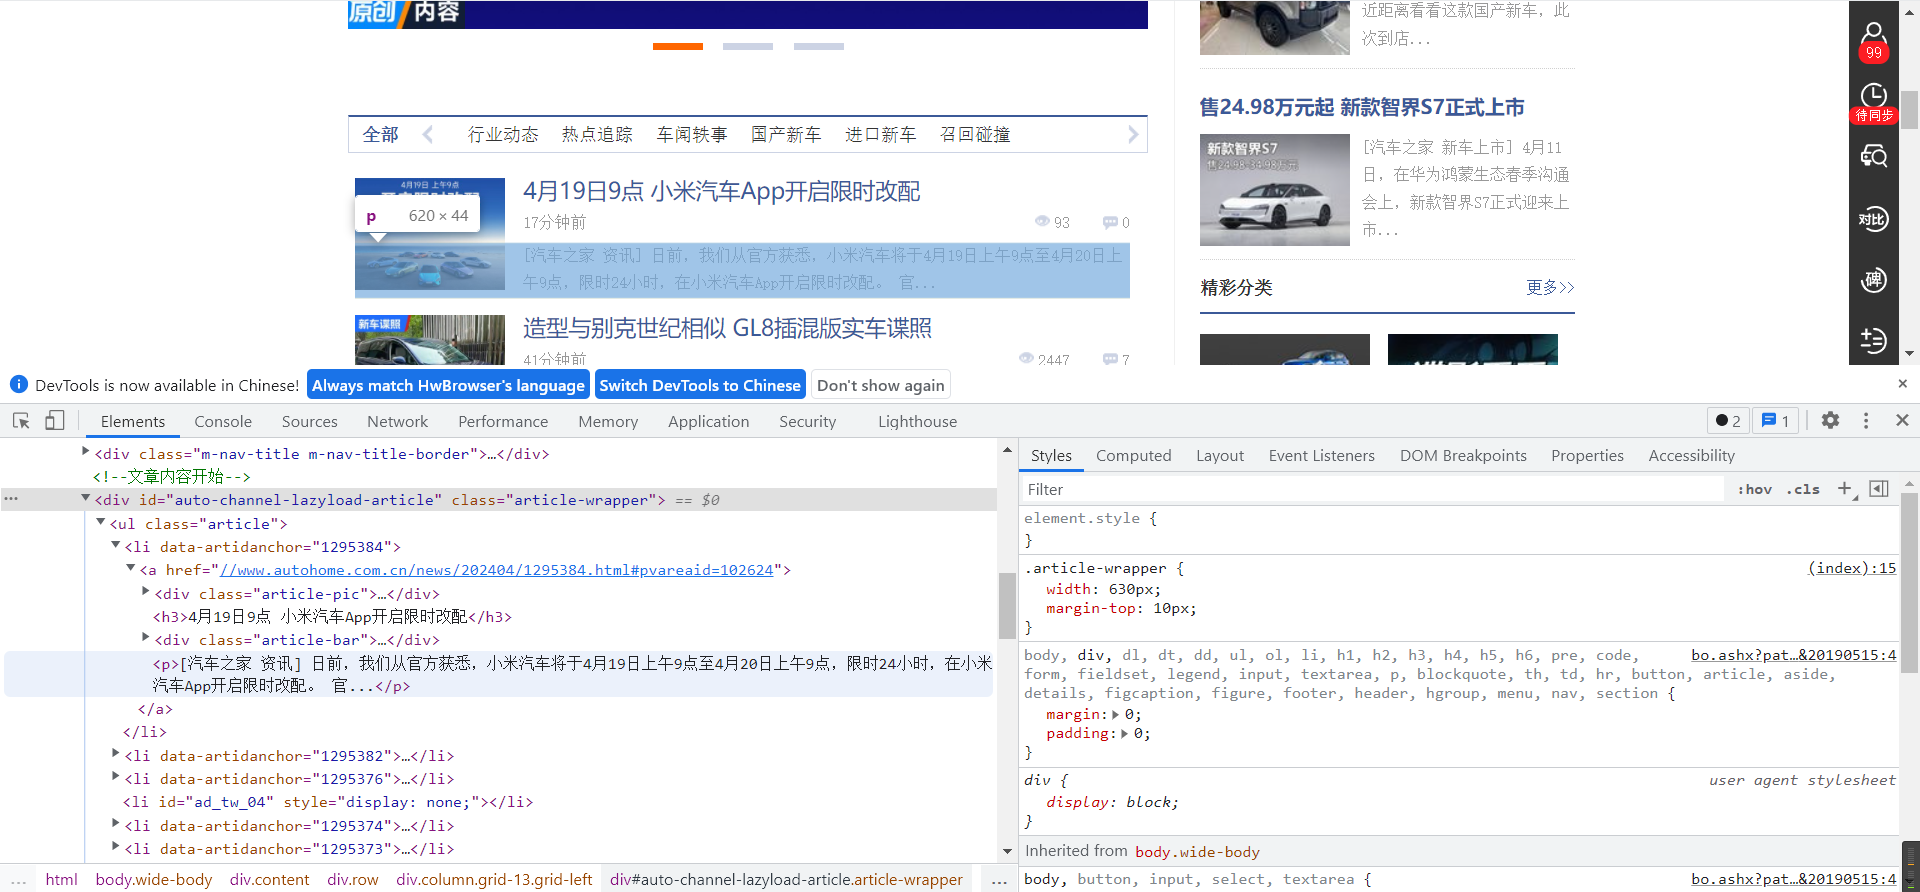 原创 / 内容
近距离看看这款国产新车，此
次到店...
99
待同步
对比
碑
售24.98万元起 新款智界S7正式上市
新款智界S7
售24.98-34.98万元
[汽车之家 新车上市] 4月11
日，在华为鸿蒙生态春季沟通
会上，新款智界S7正式迎来上
市...
精彩分类
更多>>
全部
行业动态 热点追踪 车闻轶事 国产新车 进口新车 召回碰撞
4月19日 上午9点
4月19日9点 小米汽车App开启限时改配
17分钟前 93 0
p 620 × 44
[汽车之家 资讯] 日前，我们从官方获悉，小米汽车将于4月19日上午9点至4月20日上
午9点，限时24小时，在小米汽车App开启限时改配。 官...
新车谍照
造型与别克世纪相似 GL8插混版实车谍照
41分钟前 2447 7
DevTools is now available in Chinese! Always match HwBrowser's language Switch DevTools to Chinese Don't show again
Elements Console Sources Network Performance Memory Application Security Lighthouse 2 1
<div class="m-nav-title m-nav-title-border">…</div>
<!--文章内容开始-->
<div id="auto-channel-lazyload-article" class="article-wrapper"> == $0
<ul class="article">
<li data-artidanchor="1295384">
<a href="//www.autohome.com.cn/news/202404/1295384.html#pvareaid=102624">
<div class="article-pic">…</div>
<h3>4月19日9点 小米汽车App开启限时改配</h3>
<div class="article-bar">…</div>
<p>[汽车之家 资讯] 日前，我们从官方获悉，小米汽车将于4月19日上午9点至4月20日上午9点，限时24小时，在小米
汽车App开启限时改配。 官...</p>
</a>
</li>
<li data-artidanchor="1295382">…</li>
<li data-artidanchor="1295376">…</li>
<li id="ad_tw_04" style="display: none;"></li>
<li data-artidanchor="1295374">…</li>
<li data-artidanchor="1295373">…</li>
... html body.wide-body div.content div.row div.column.grid-13.grid-left div#auto-channel-lazyload-article.article-wrapper ...
Styles Computed Layout Event Listeners DOM Breakpoints Properties Accessibility
Filter :hov .cls +
element.style {
}
.article-wrapper { (index):15
width: 630px;
margin-top: 10px;
}
body, div, dl, dt, dd, ul, ol, li, h1, h2, h3, h4, h5, h6, pre, code, bo.ashx?pat…&20190515:4
form, fieldset, legend, input, textarea, p, blockquote, th, td, hr, button, article, aside,
details, figcaption, figure, footer, header, hgroup, menu, nav, section {
margin: 0;
padding: 0;
}
div { user agent stylesheet
display: block;
}
Inherited from body.wide-body
body, button, input, select, textarea { bo.ashx?pat…&20190515:4